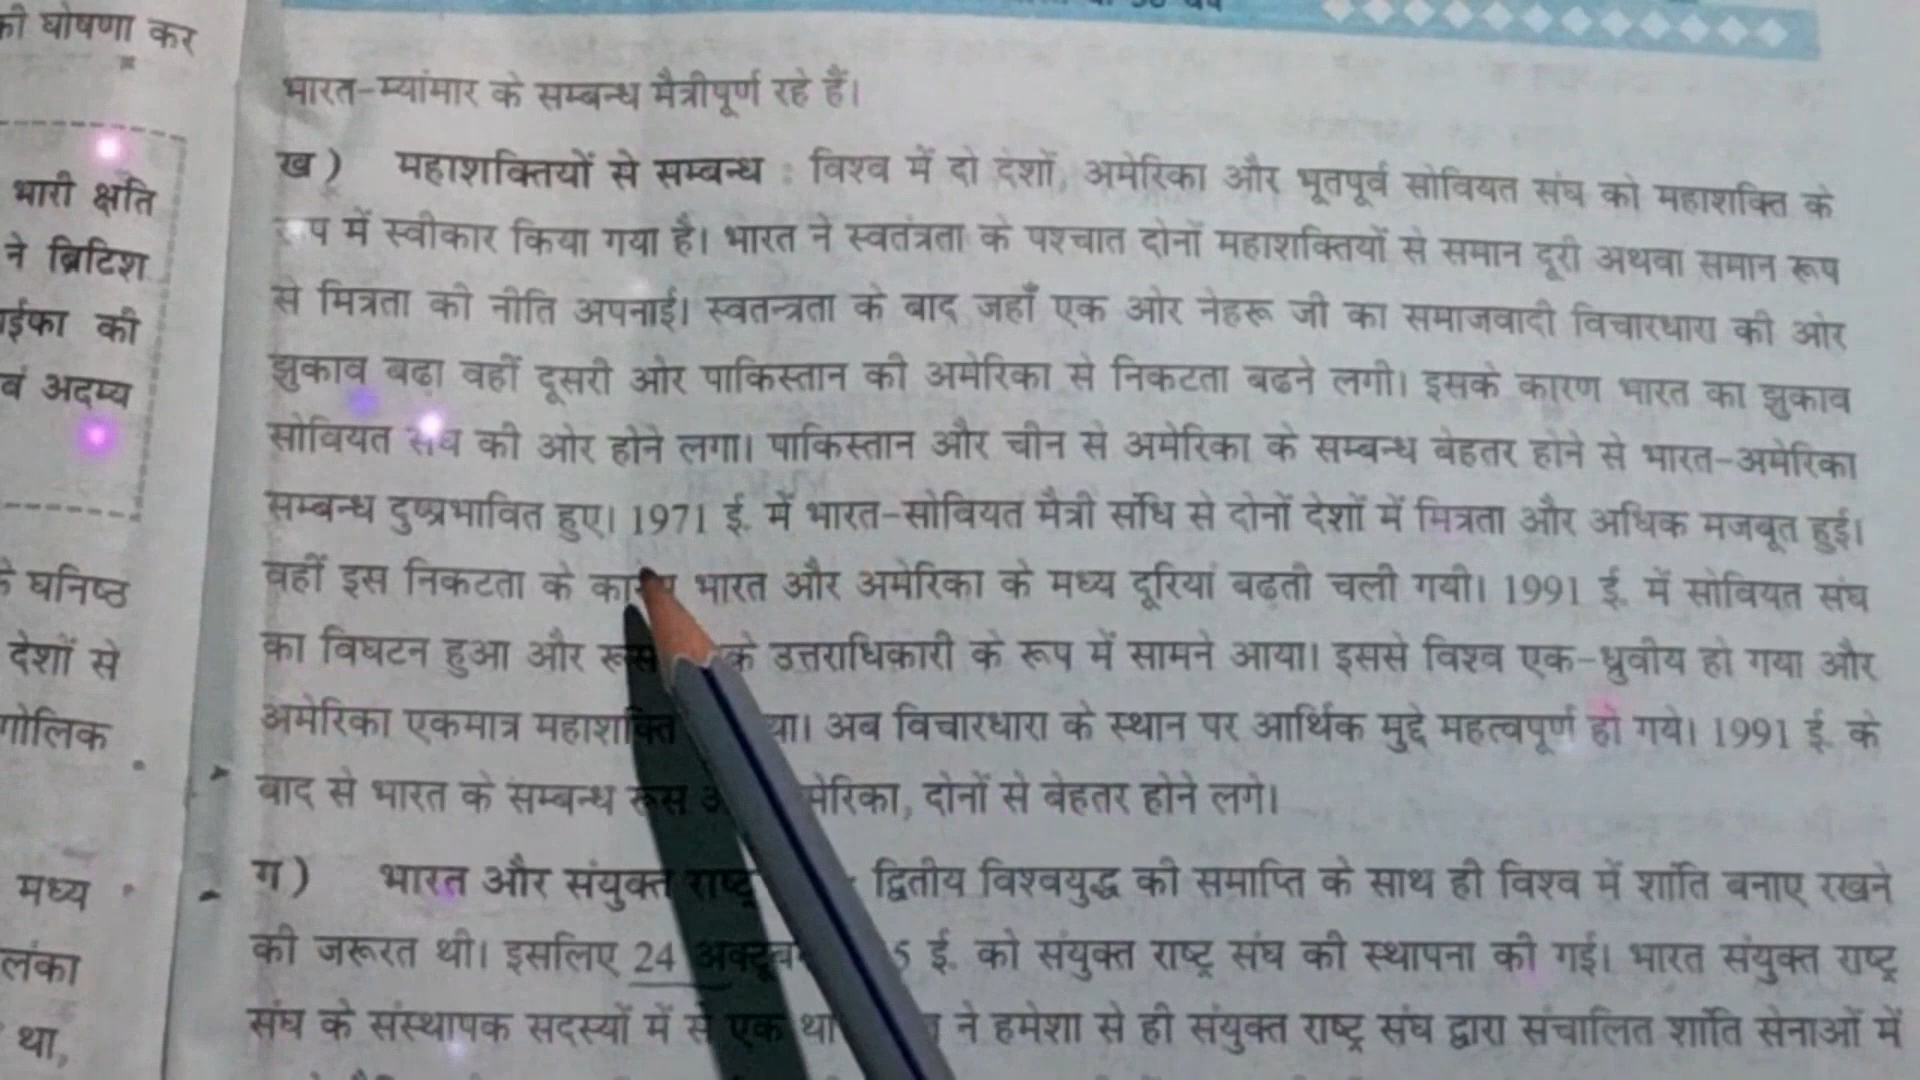 की घोषणा कर
भारी क्षति
ने ब्रिटिश
की
अदम्य
घनिष्ठ
देशों से
मध्य
था,
भारत-म्यांमार के सम्बन्ध मैत्रीपूर्ण रहे हैं।
ख) महाशक्तियों से सम्बन्ध : विश्व में दो देशों, अमेरिका और भूतपूर्व सोवियत संघ को महाशक्ति के
में स्वीकार किया गया है। भारत ने स्वतंत्रता के पश्चात दोनों महाशक्तियों से समान दूरी अथवा समान रूप
से मित्रता की नीति अपनाई। स्वतन्त्रता के बाद जहाँ एक ओर नेहरू जी का समाजवादी विचारधारा की ओर
झुकाव बढा वहीं दूसरी ओर पाकिस्तान की अमेरिका से निकटता बढने लगी। इसके कारण भारत का झुकाव
सोवियत संघ की ओर होने लगा। पाकिस्तान और चीन से अमेरिका के सम्बन्ध बेहतर होने से भारत-अमेरिका
सम्बन्ध दुष्प्रभावित हुए। 1971 ई. में भारत-सोवियत मैत्री संधि से दोनों देशों में मित्रता और अधिक मजबूत हुई।
वहीं इस निकटता के कारण भारत और अमेरिका के मध्य दूरियां बढती चली गयी। 1991 ई. में सोवियत संघ
का विघटन हुआ और रूस के उत्तराधिकारी के रूप में सामने आया। इससे विश्व एक-ध्रुवीय हो गया और
अमेरिका एकमात्र महाशक्ति अब विचारधारा के स्थान पर आर्थिक मुद्दे महत्वपूर्ण हो गये। 1991 ई. के
बाद से भारत के सम्बन्ध रूस दोनों से बेहतर होने लगे।
ग) भारत और संयुक्त राष्ट्र द्वितीय विश्वयुद्ध की समाप्ति के साथ ही विश्व में शांति बनाए रखने
की जरूरत थी। इसलिए 24 अक्टूबर ई. को संयुक्त राष्ट्र संघ की स्थापना की गई। भारत संयुक्त राष्ट्र
संघ के संस्थापक सदस्यों में से एक था ने हमेशा से ही संयुक्त राष्ट्र संघ द्वारा संचालित शांति सेनाओं में